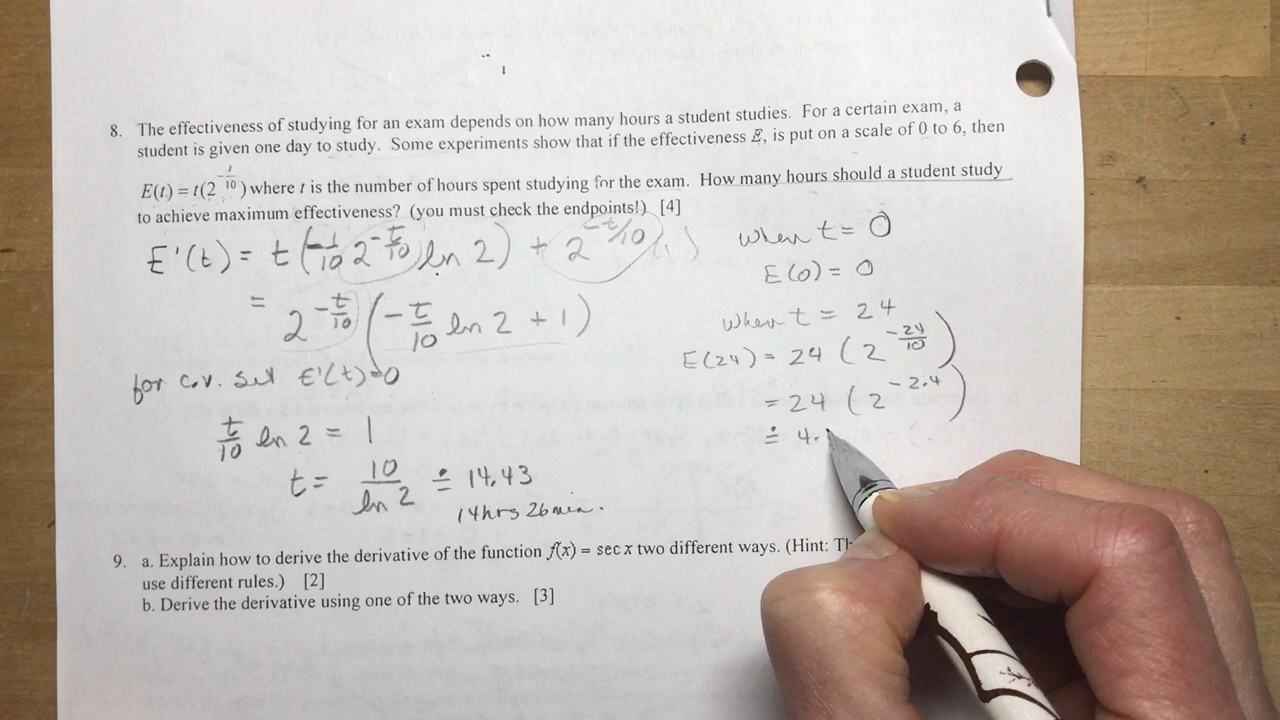 8. The effectiveness of studying for an exam depends on how many hours a student studies. For a certain exam, a
student is given one day to study. Some experiments show that if the effectiveness E, is put on a scale of 0 to 6, then
E(t) = t(2^{-t/10}) where t is the number of hours spent studying for the exam. How many hours should a student study
to achieve maximum effectiveness? (you must check the endpoints!) [4]
E'(t) = t(-1/10 2^{-t/10} ln 2) + 2^{-t/10}(1)
= 2^{-t/10}(-t/10 ln 2 + 1)
for c.v. set E'(t)=0
t/10 ln 2 = 1
t = 10/ln 2 ≐ 14.43
14hrs 26min.
when t = 0
E(0) = 0
when t = 24
E(24) = 24(2^{-24/10})
= 24(2^{-2.4})
≐ 4.
9. a. Explain how to derive the derivative of the function f(x) = sec x two different ways. (Hint:
use different rules.) [2]
b. Derive the derivative using one of the two ways. [3]